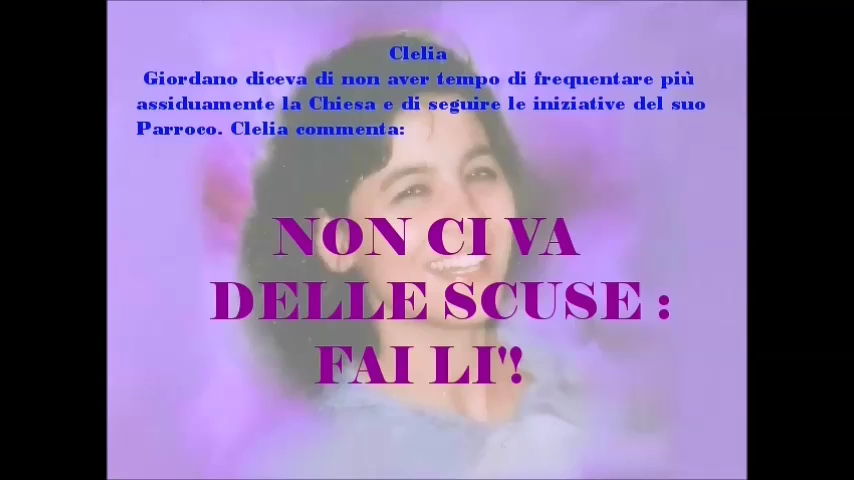 Clelia
Giordano diceva di non aver tempo di frequentare più
assiduamente la Chiesa e di seguire le iniziative del suo
Parroco. Clelia commenta:
NON CI VA
DELLE SCUSE :
FAI LI'!